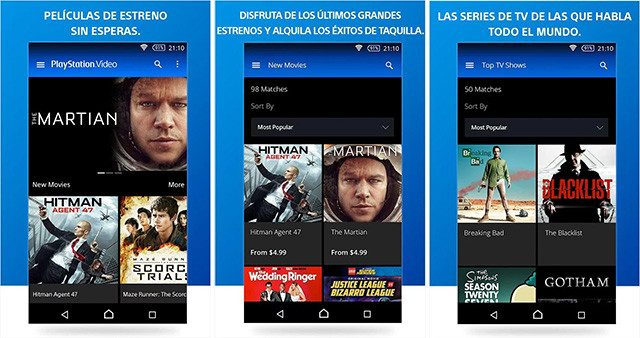 PELÍCULAS DE ESTRENO
SIN ESPERAS.
91% 21:10
PlayStation.Video
THE MARTIAN
New Movies More
HITMAN
AGENT 47
SCORCH
TRIALS
Hitman Agent 47
Maze Runner: The Scorc
DISFRUTA DE LOS ÚLTIMOS GRANDES
ESTRENOS Y ALQUILA LOS ÉXITOS DE TAQUILLA.
91% 21:10
New Movies
98 Matches
Sort By
Most Popular
HITMAN
AGENT 47
THE MARTIAN
Hitman Agent 47
The Martian
From $4.99
From $4.99
THE
Wedding Ringer
LEGO
JUSTICE LEAGUE
BIZARRO LEAGUE
LAS SERIES DE TV DE LAS QUE HABLA
TODO EL MUNDO.
91% 21:10
Top TV Shows
50 Matches
Sort By
Most Popular
Breaking
Bad
THE
BLACKLIST
Breaking Bad
The Blacklist
THE SIMPSONS
SEASON
TWENTY
SEVEN
GOTHAM